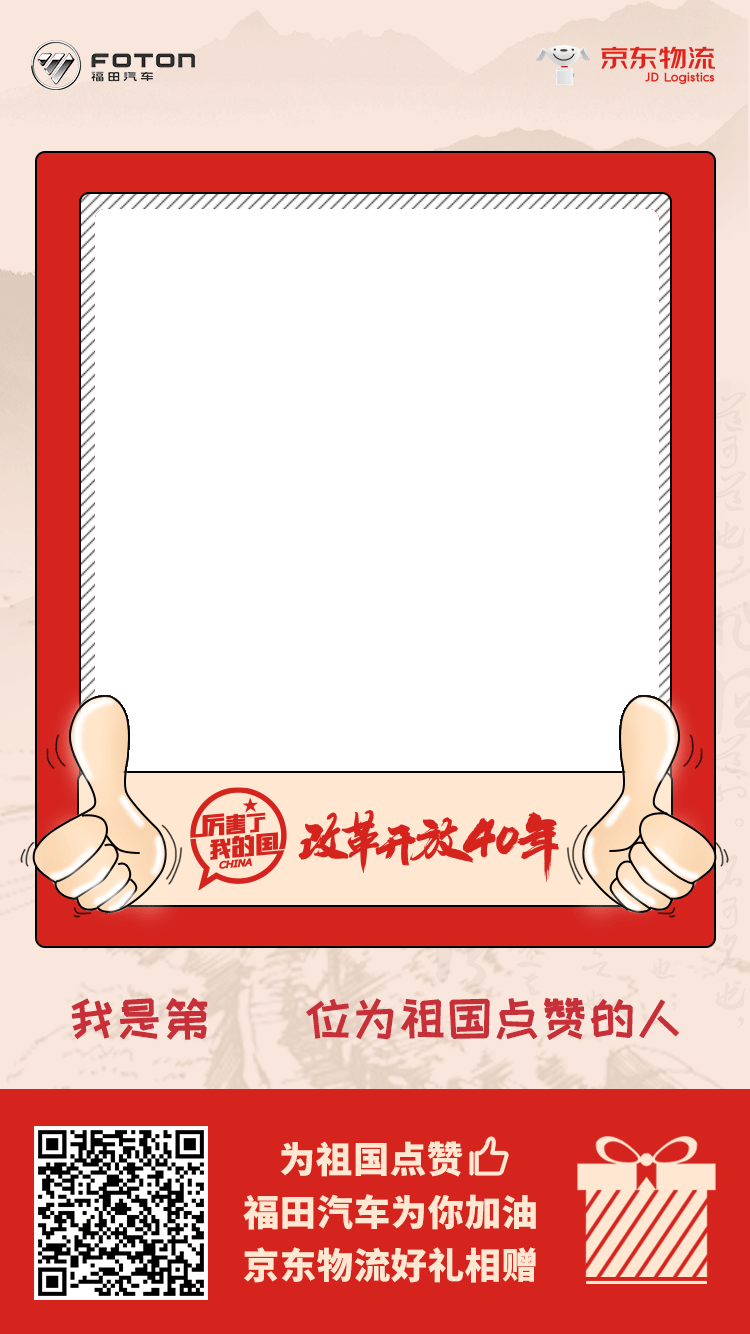 FOTON
福田汽车
京东物流
JD Logistics
厉害了
我的国
CHINA
改革开放40年
我是第 位为祖国点赞的人
为祖国点赞
福田汽车为你加油
京东物流好礼相赠